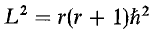 L² = r(r + 1)ℏ²